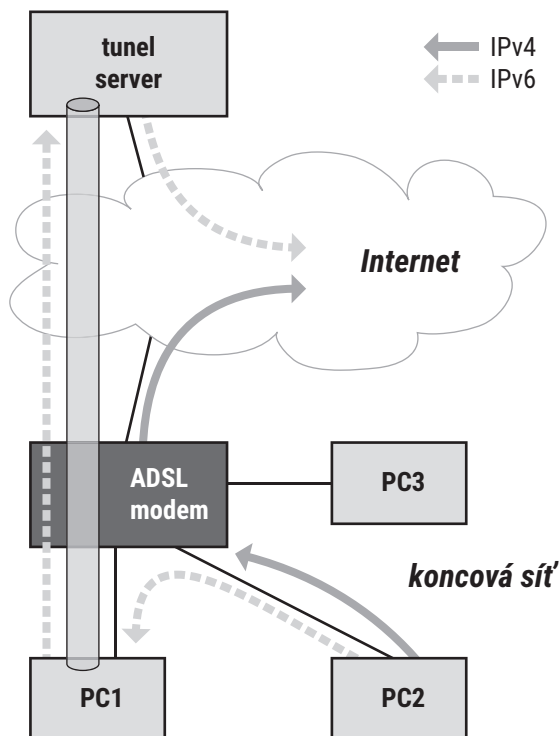 tunel
server
IPv4
IPv6
Internet
ADSL
modem
PC3
koncová síť
PC1
PC2